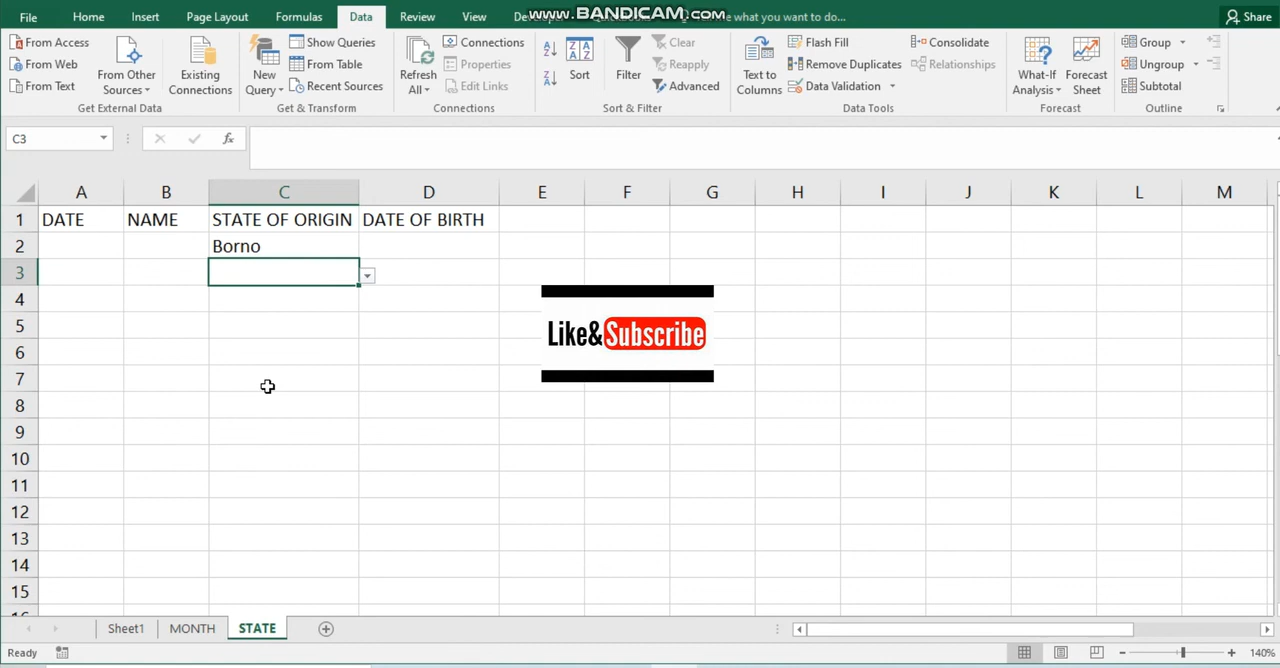 File Home Insert Page Layout Formulas Data Review View De www.BANDICAM.com me what you want to do... Share
From Access
From Web
From Text
From Other Sources
Existing Connections
Get External Data
New Query
Show Queries
From Table
Recent Sources
Get & Transform
Refresh All
Connections
Properties
Edit Links
Connections
Sort
Filter
Clear
Reapply
Advanced
Sort & Filter
Text to Columns
Flash Fill
Remove Duplicates
Data Validation
Consolidate
Relationships
Data Tools
What-If Analysis
Forecast Sheet
Forecast
Group
Ungroup
Subtotal
Outline
C3 fx
A B C D E F G H I J K L M
1 DATE NAME STATE OF ORIGIN DATE OF BIRTH
2 Borno
3
4
5
6
7
8
9
10
11
12
13
14
15
Like&Subscribe
Sheet1 MONTH STATE
Ready 140%